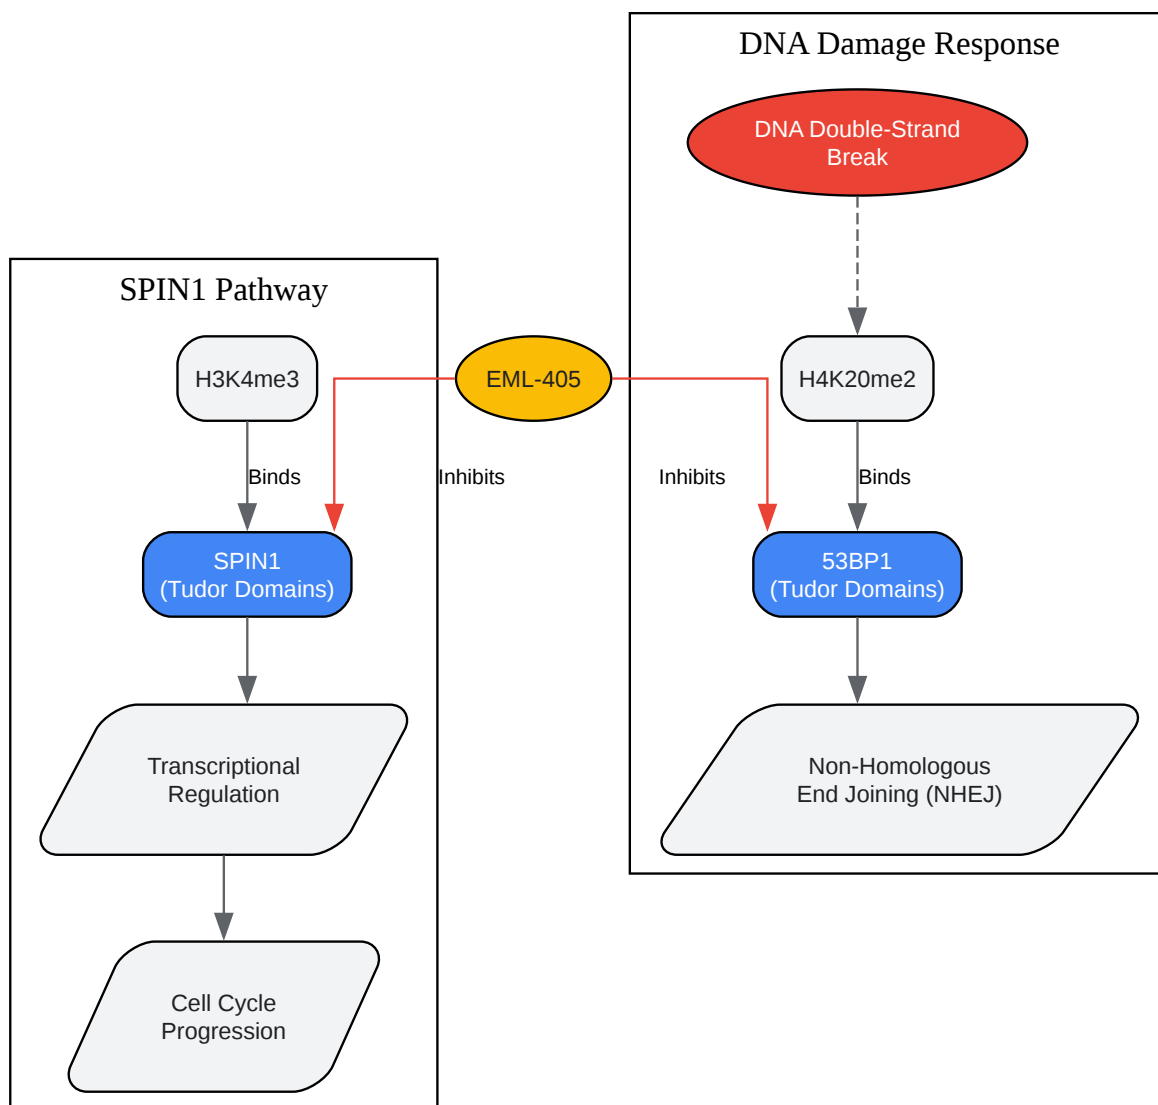 DNA Damage Response
DNA Double-Strand
Break
SPIN1 Pathway
H3K4me3
EML-405
H4K20me2
Binds
Inhibits
Inhibits
Binds
SPIN1
(Tudor Domains)
53BP1
(Tudor Domains)
Transcriptional
Regulation
Non-Homologous
End Joining (NHEJ)
Cell Cycle
Progression